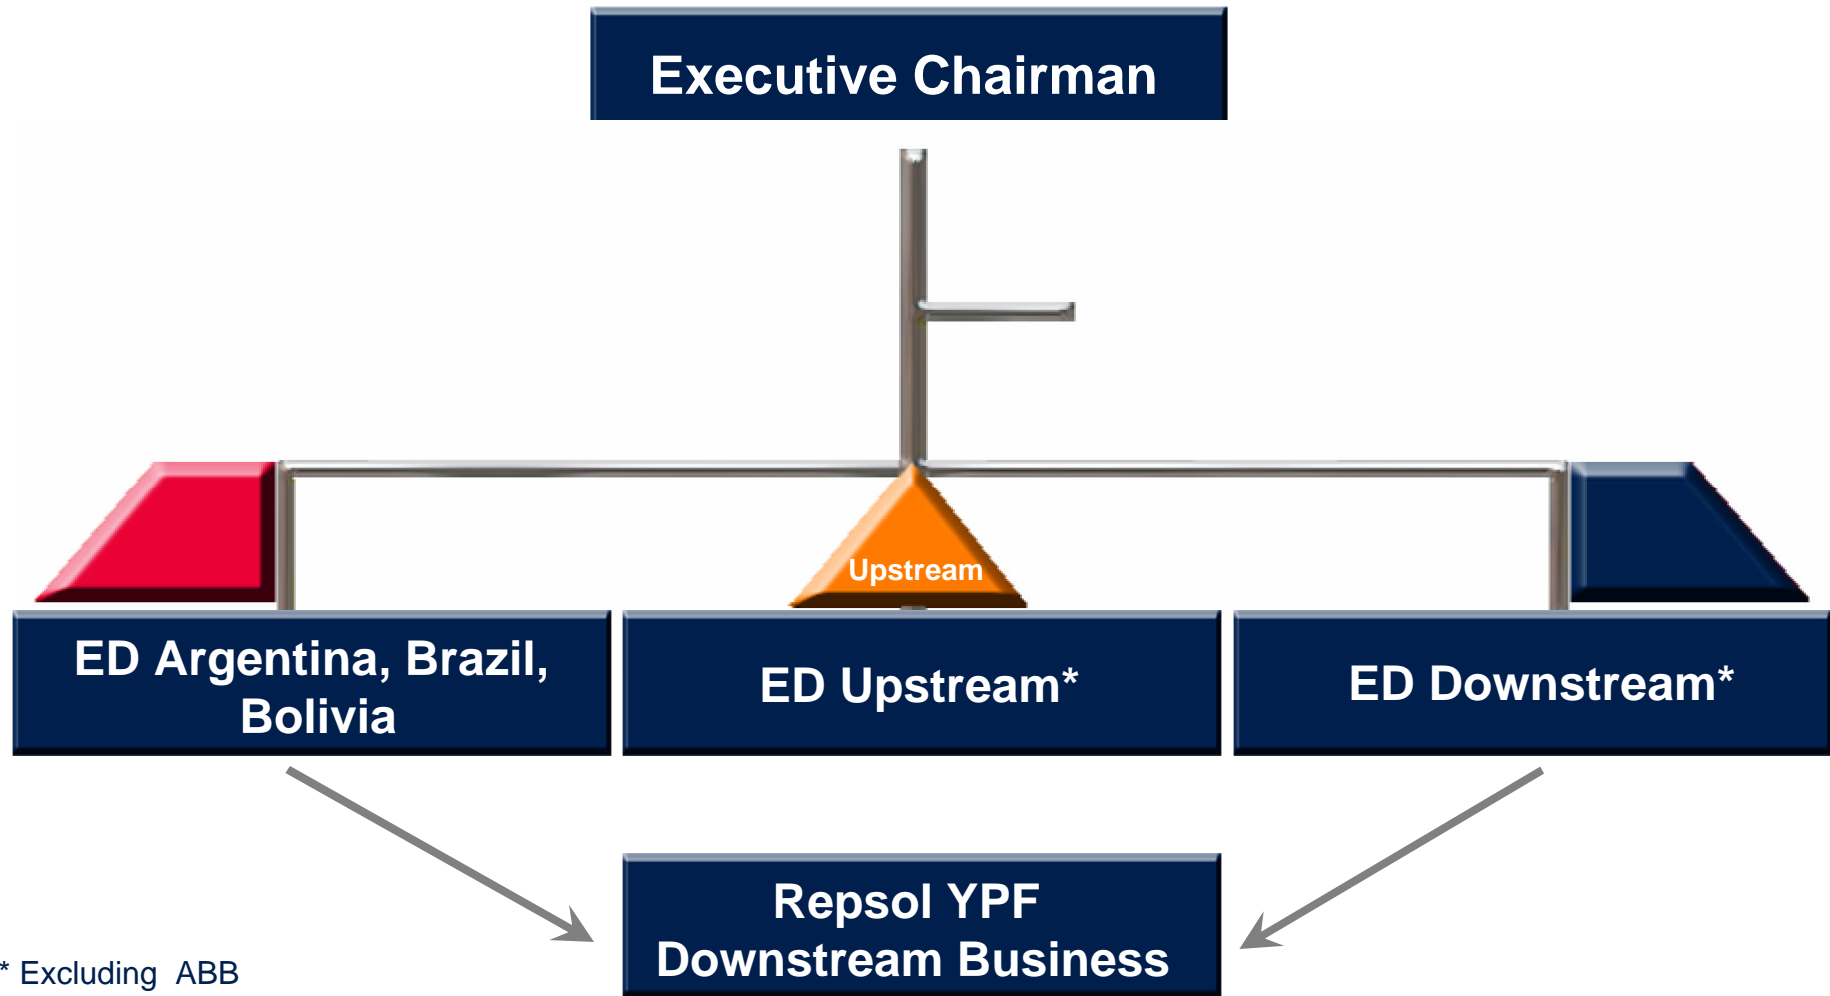 Executive Chairman
Upstream
ED Argentina, Brazil,
Bolivia
ED Upstream*
ED Downstream*
Repsol YPF
Downstream Business
* Excluding ABB